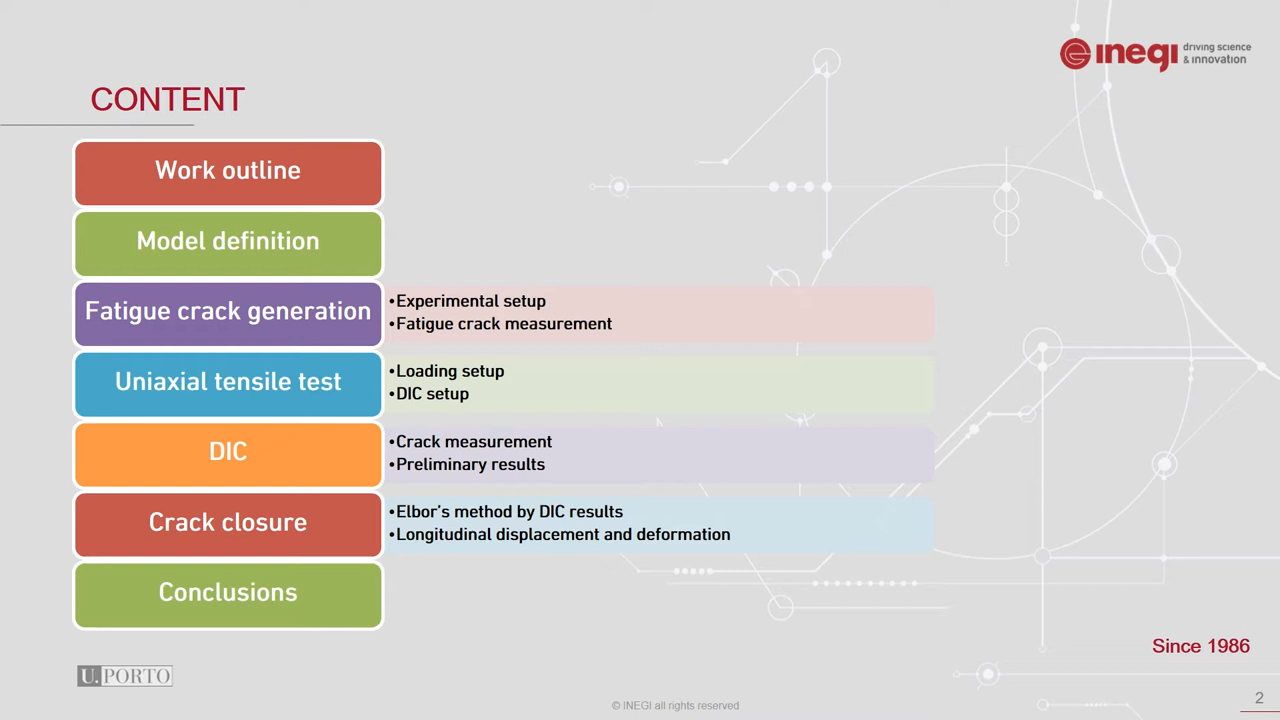 inegi driving science
& innovation
CONTENT
Work outline
Model definition
Fatigue crack generation
•Experimental setup
•Fatigue crack measurement
Uniaxial tensile test
•Loading setup
•DIC setup
DIC
•Crack measurement
•Preliminary results
Crack closure
•Elbor's method by DIC results
•Longitudinal displacement and deformation
Conclusions
Since 1986
U.PORTO
© INEGI all rights reserved
2